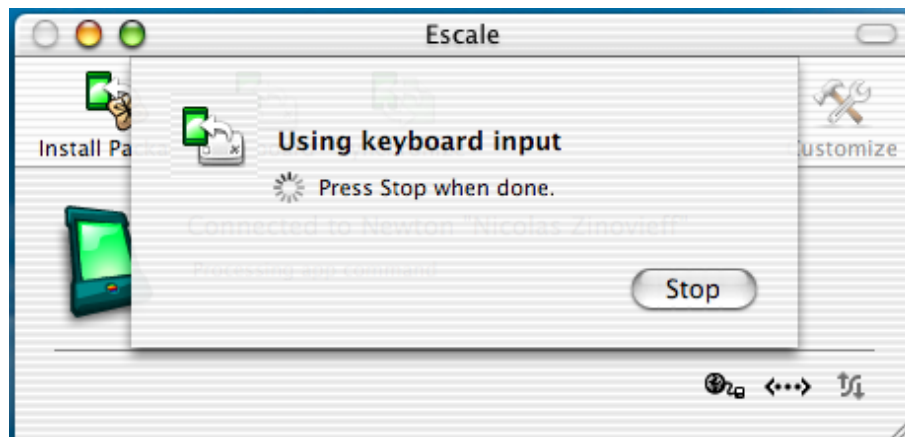 Escale
Install Pa
Customize
Using keyboard input
Press Stop when done.
Connected to Newton "Nicolas Zinovieff"
Processing app command
Stop